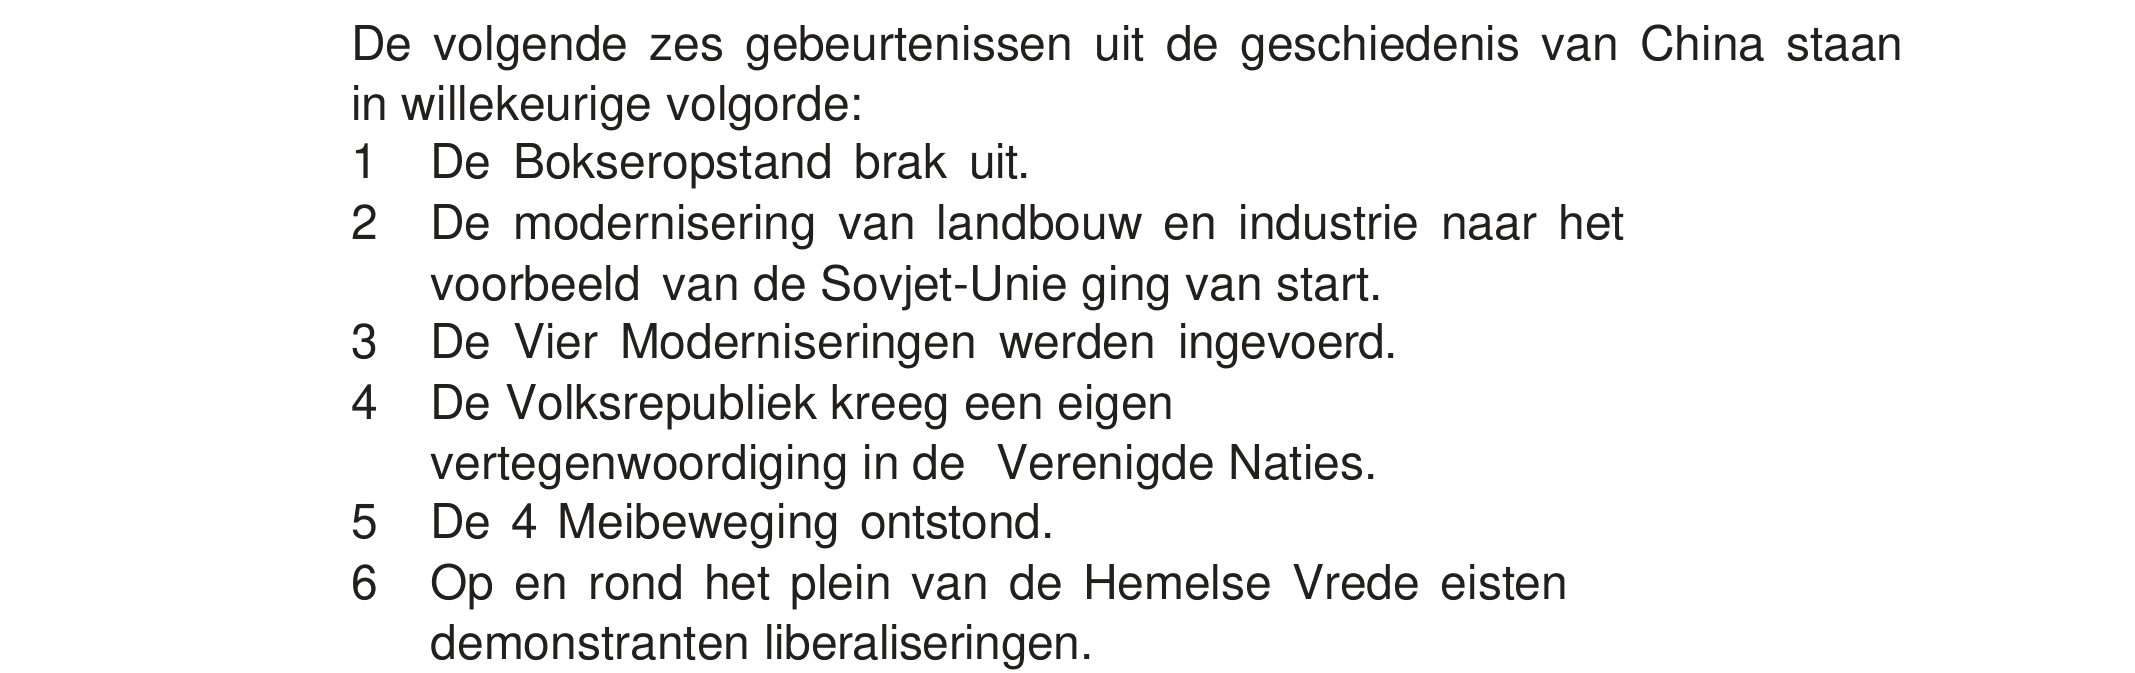 De volgende zes gebeurtenissen uit de geschiedenis van China staan
in willekeurige volgorde:
1 De Bokseropstand brak uit.
2 De modernisering van landbouw en industrie naar het
voorbeeld van de Sovjet-Unie ging van start.
3 De Vier Moderniseringen werden ingevoerd.
4 De Volksrepubliek kreeg een eigen
vertegenwoordiging in de Verenigde Naties.
5 De 4 Meibeweging ontstond.
6 Op en rond het plein van de Hemelse Vrede eisten
demonstranten liberaliseringen.